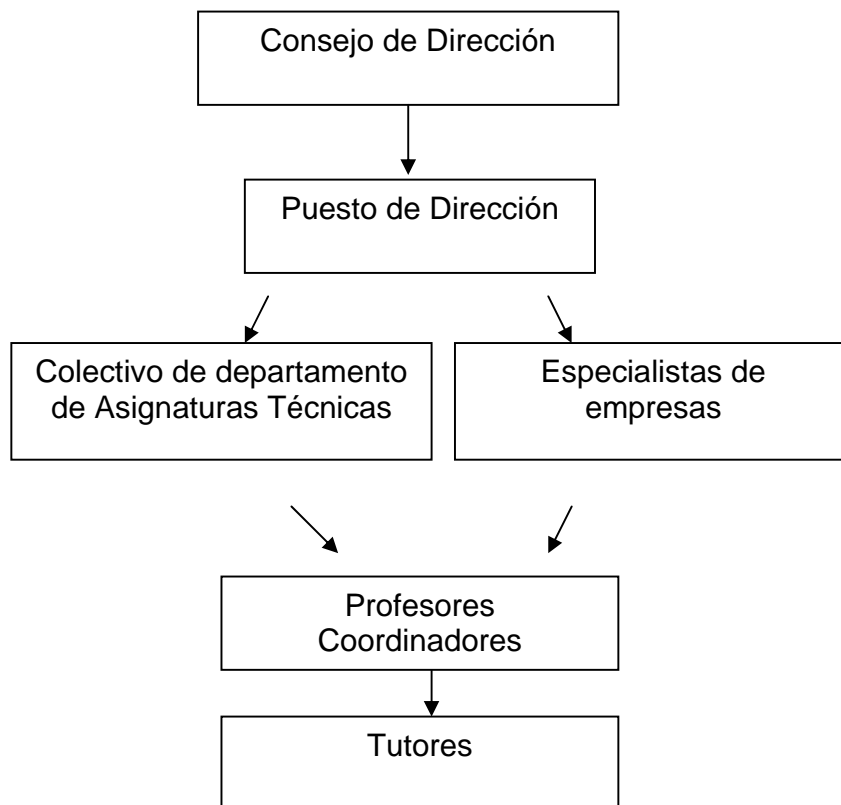 Consejo de Dirección
Puesto de Dirección
Colectivo de departamento
de Asignaturas Técnicas
Especialistas de
empresas
Profesores
Coordinadores
Tutores